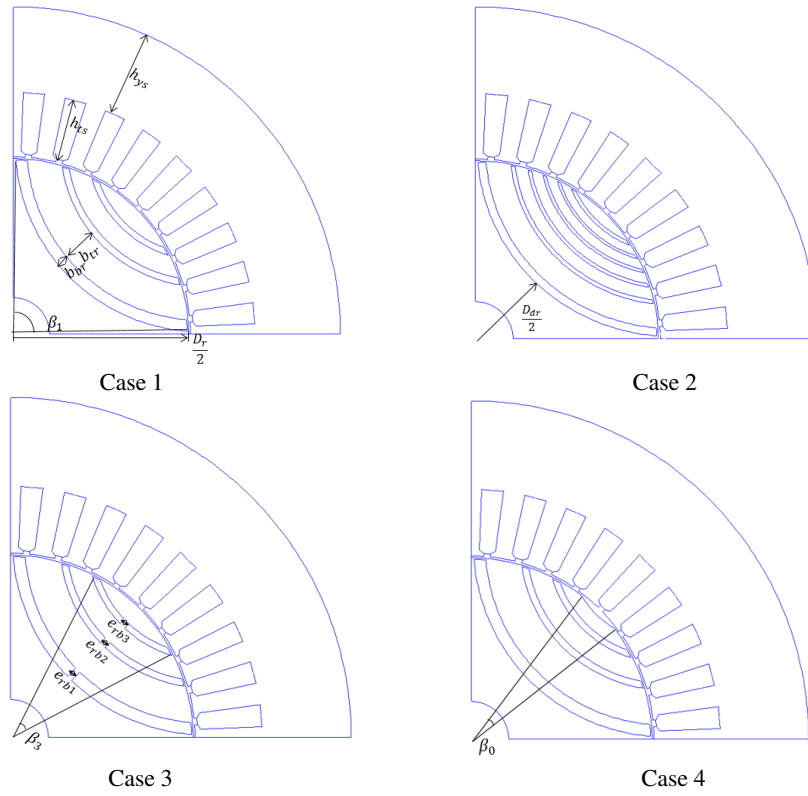 h_ys
h_ts
b_tr
b_br
β_1
D_r
2
Case 1
D_dr
2
Case 2
e_rb3
e_rb2
e_rb1
β_3
Case 3
β_0
Case 4